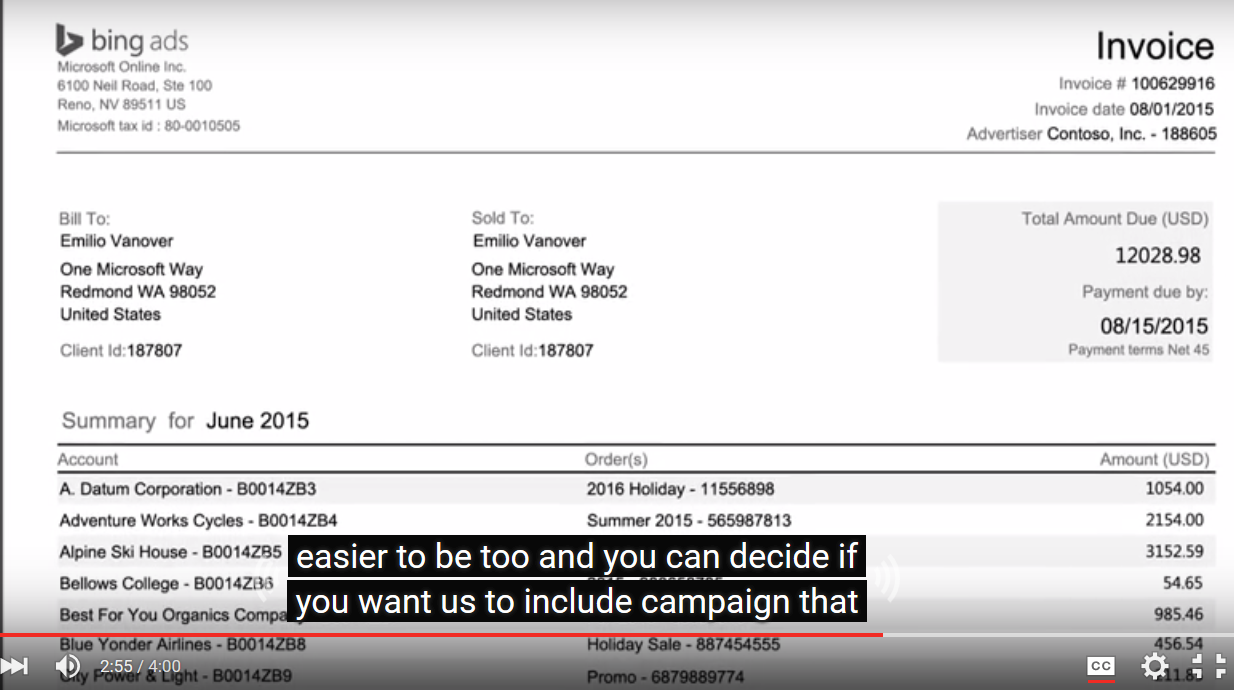 bing ads
Microsoft Online Inc.
6100 Neil Road, Ste 100
Reno, NV 89511 US
Microsoft tax id : 80-0010505
Invoice
Invoice # 100629916
Invoice date 08/01/2015
Advertiser Contoso, Inc. - 188605
Bill To:
Emilio Vanover
One Microsoft Way
Redmond WA 98052
United States
Client Id:187807
Sold To:
Emilio Vanover
One Microsoft Way
Redmond WA 98052
United States
Client Id:187807
Total Amount Due (USD)
12028.98
Payment due by:
08/15/2015
Payment terms Net 45
Summary for June 2015
Account Order(s) Amount (USD)
A. Datum Corporation - B0014ZB3 2016 Holiday - 11556898 1054.00
Adventure Works Cycles - B0014ZB4 Summer 2015 - 565987813 2154.00
Alpine Ski House - B0014ZB5 3152.59
Bellows College - B0014ZB6 54.65
Best For You Organics 985.46
Blue Yonder Airlines - B0014ZB8 Holiday Sale - 887454555 456.54
City Power & Light - B0014ZB9 Promo - 6879889774
easier to be too and you can decide if
you want us to include campaign that
2:55 / 4:00
CC